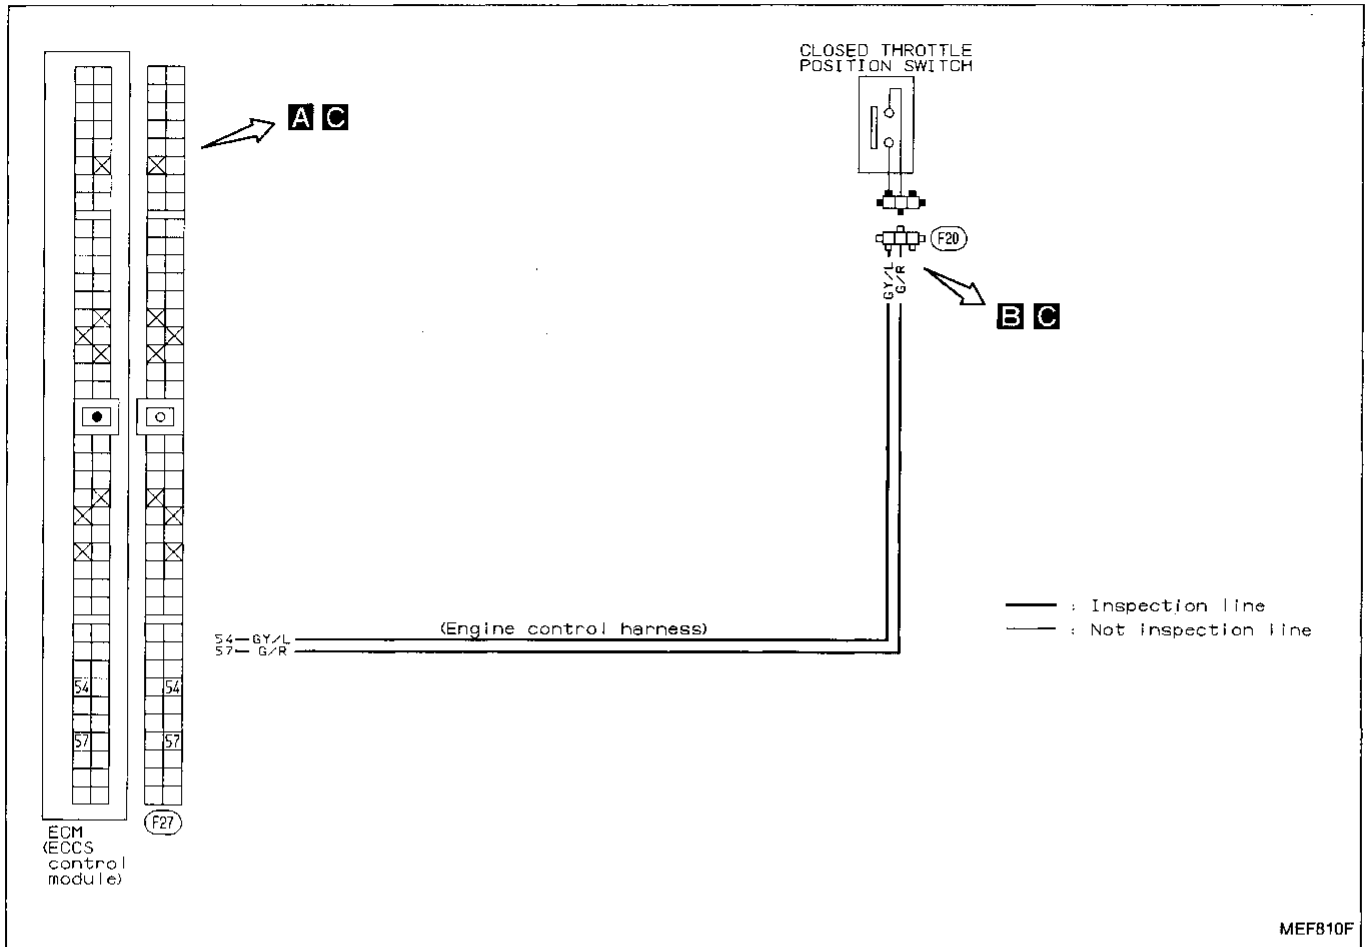 CLOSED THROTTLE
POSITION SWITCH
A C
F20
GY/L
G/R
B C
: Inspection line
: Not inspection line
(Engine control harness)
54 GY/L
57 G/R
54 54
57 57
F27
ECM
(ECCS
control
module)
MEF810F